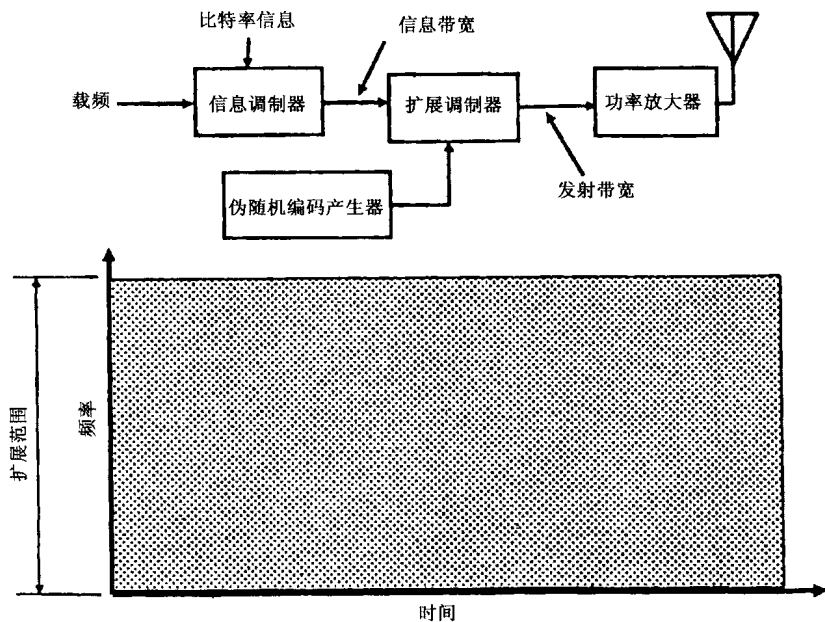 比特率信息
信息带宽
载频
信息调制器
扩展调制器
功率放大器
伪随机编码产生器
发射带宽
扩展范围
频率
时间